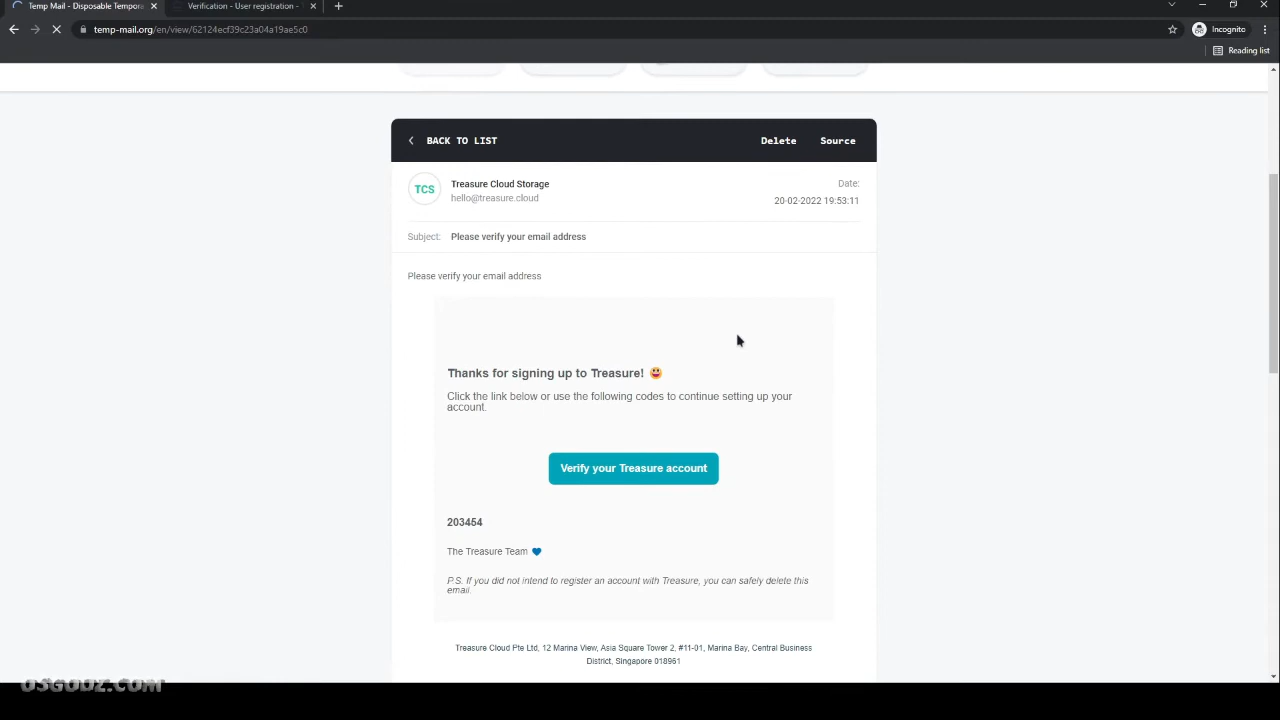 Temp Mail - Disposable Tempora
Verification - User registration -
temp-mail.org/en/view/62124ecf39c23a04a19ae5c0
Incognito
Reading list
BACK TO LIST
Delete
Source
TCS
Treasure Cloud Storage
hello@treasure.cloud
Date:
20-02-2022 19:53:11
Subject: Please verify your email address
Please verify your email address
Thanks for signing up to Treasure! 😃
Click the link below or use the following codes to continue setting up your
account.
Verify your Treasure account
203454
The Treasure Team 💙
P.S. If you did not intend to register an account with Treasure, you can safely delete this
email.
Treasure Cloud Pte Ltd, 12 Marina View, Asia Square Tower 2, #11-01, Marina Bay, Central Business
District, Singapore 018961
OSGODZ.COM